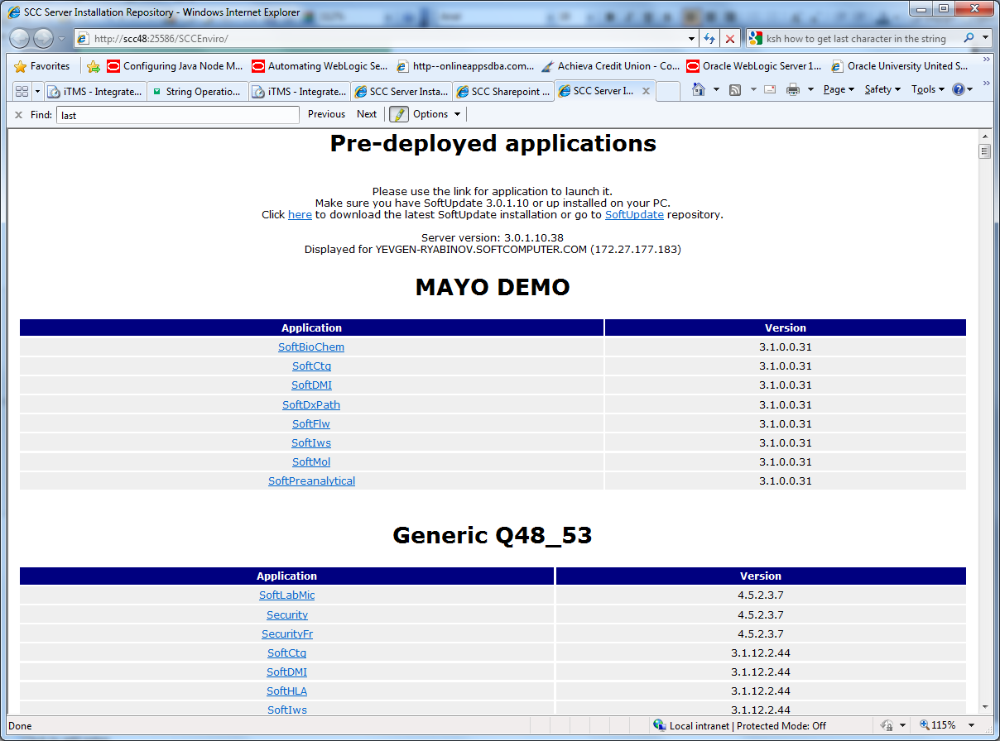 SCC Server Installation Repository - Windows Internet Explorer
http://scc48:25586/SCCEnviro/
ksh how to get last character in the string
Favorites
Configuring Java Node M...
Automating WebLogic Se...
http--onlineappsdba.com...
Achieva Credit Union - Co...
Oracle WebLogic Server 1...
Oracle University United S...
iTMS - Integrate...
String Operatio...
iTMS - Integrate...
SCC Server Insta...
SCC Sharepoint ...
SCC Server I...
Page
Safety
Tools
Find: last
Previous
Next
Options
Pre-deployed applications
Please use the link for application to launch it.
Make sure you have SoftUpdate 3.0.1.10 or up installed on your PC.
Click here to download the latest SoftUpdate installation or go to SoftUpdate repository.
Server version: 3.0.1.10.38
Displayed for YEVGEN-RYABINOV.SOFTCOMPUTER.COM (172.27.177.183)
MAYO DEMO
Application Version
SoftBioChem 3.1.0.0.31
SoftCtq 3.1.0.0.31
SoftDMI 3.1.0.0.31
SoftDxPath 3.1.0.0.31
SoftFlw 3.1.0.0.31
SoftIws 3.1.0.0.31
SoftMol 3.1.0.0.31
SoftPreanalytical 3.1.0.0.31
Generic Q48_53
Application Version
SoftLabMic 4.5.2.3.7
Security 4.5.2.3.7
SecurityFr 4.5.2.3.7
SoftCtq 3.1.12.2.44
SoftDMI 3.1.12.2.44
SoftHLA 3.1.12.2.44
SoftIws 3.1.12.2.44
Done
Local intranet | Protected Mode: Off
115%